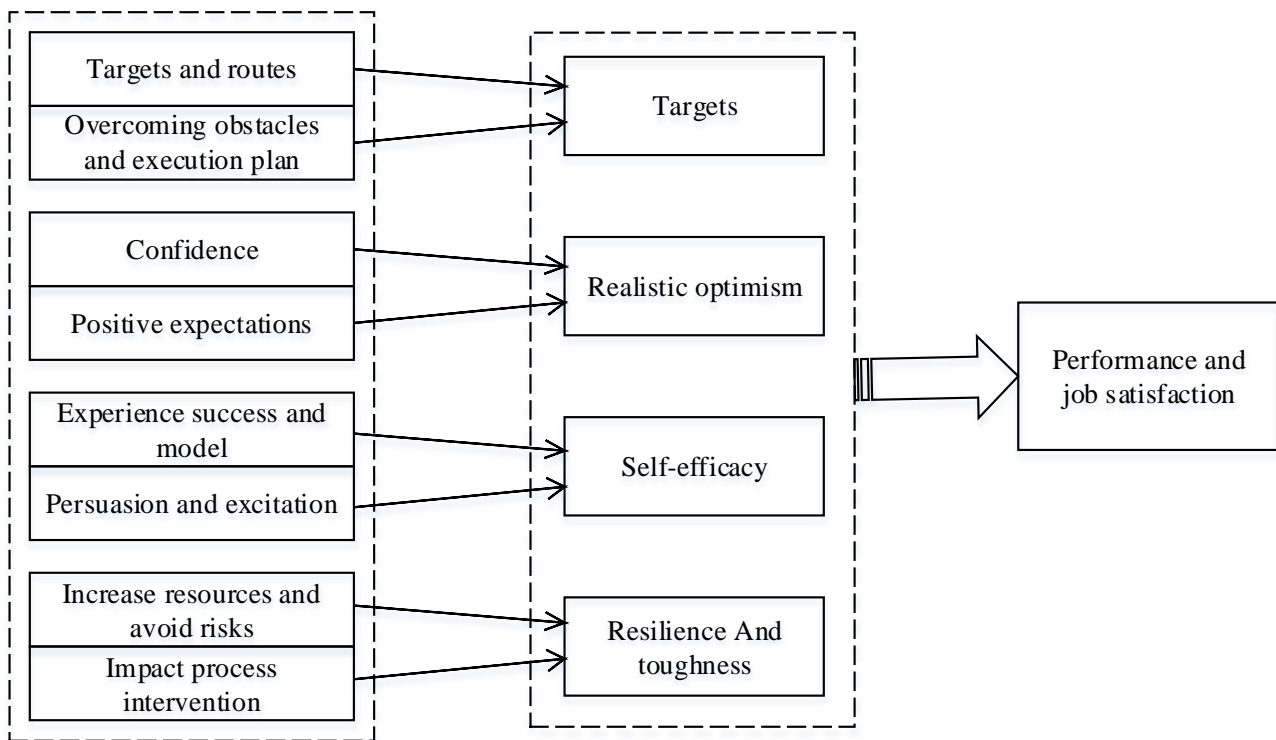 Targets and routes
Overcoming obstacles
and execution plan
Confidence
Positive expectations
Experience success and
model
Persuasion and excitation
Increase resources and
avoid risks
Impact process
intervention
Targets
Realistic optimism
Self-efficacy
Resilience And
toughness
Performance and
job satisfaction